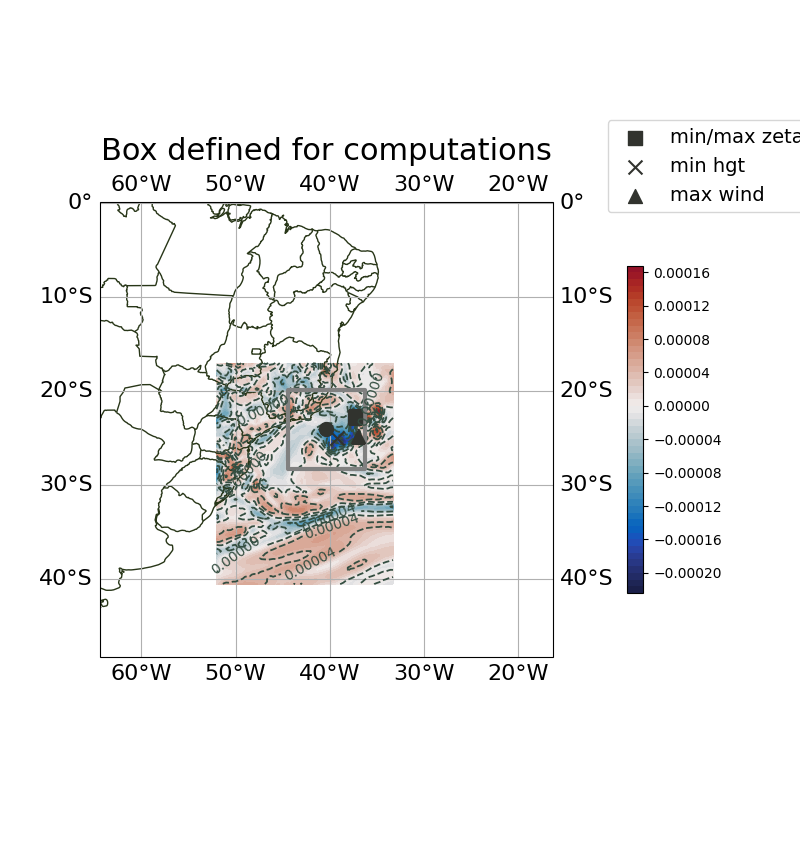 Box defined for computations
min/max zeta
min hgt
max wind
60°W 50°W 40°W 30°W 20°W
0° 0°
10°S 10°S
20°S 20°S
30°S 30°S
40°S 40°S
60°W 50°W 40°W 30°W 20°W
0.00004
0.00000
0.00004
0.00016
0.00012
0.00008
0.00004
0.00000
−0.00004
−0.00008
−0.00012
−0.00016
−0.00020